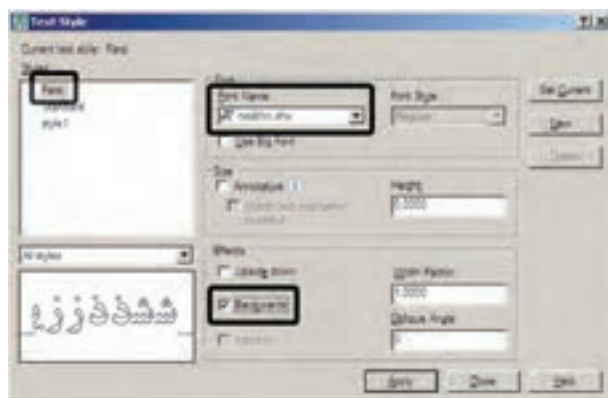 Text Style
Current text style: Farsi
Styles
Farsi
Standard
style1
Font
Font Name
Font Style
Regular
Use Big Font
Set Current
New
Delete
Size
Annotative
Height
0.0000
All styles
Effects
Upside down
Backwards
Vertical
Width Factor
1.0000
Oblique Angle
0
Apply
Close
Help